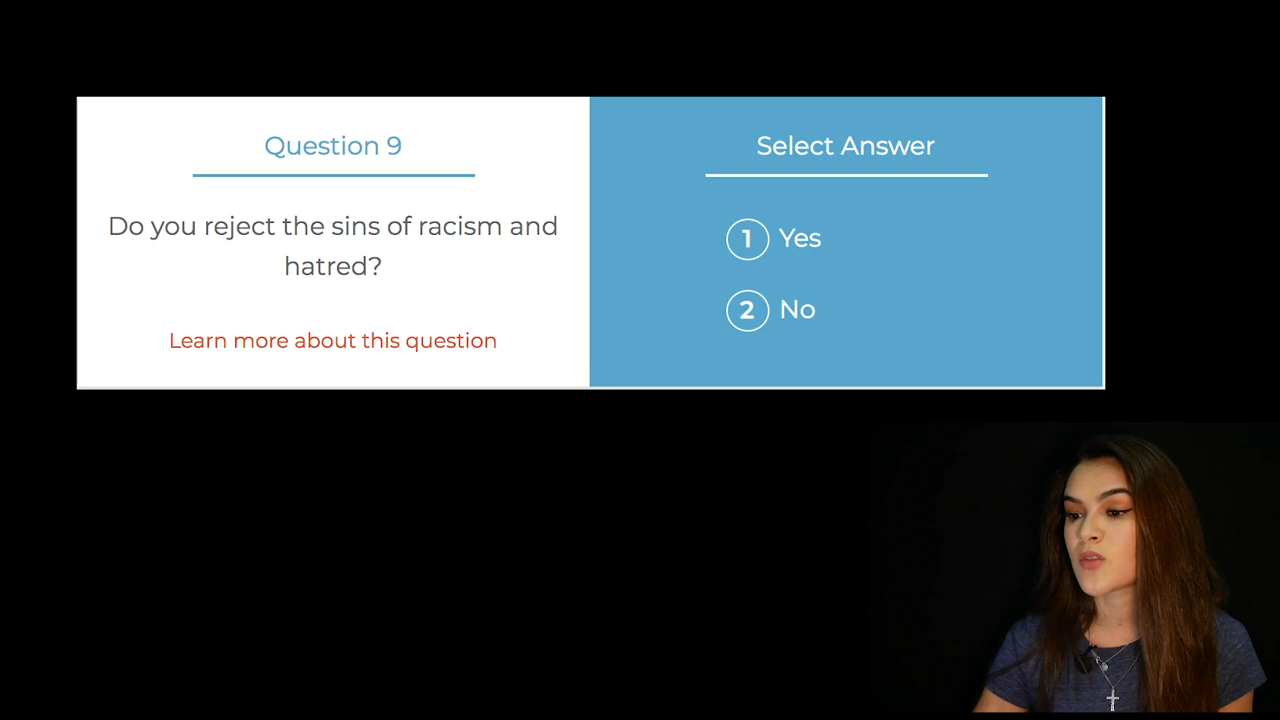 Question 9
Do you reject the sins of racism and
hatred?
Learn more about this question
Select Answer
1 Yes
2 No